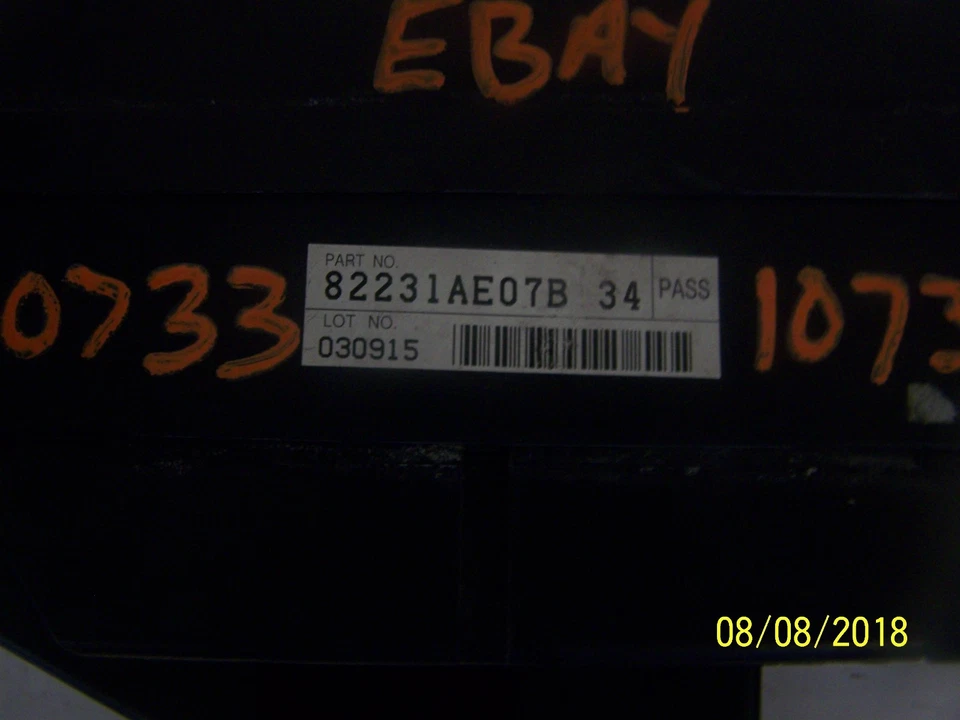 EBAY
0733
PART NO.
82231AE07B 34 PASS
LOT NO.
030915
1073
08/08/2018